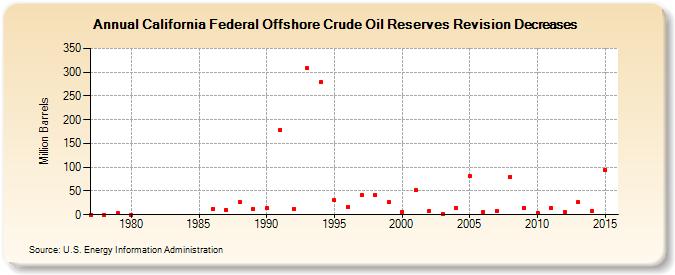 Annual California Federal Offshore Crude Oil Reserves Revision Decreases
Million Barrels
350
300
250
200
150
100
50
0
1980 1985 1990 1995 2000 2005 2010 2015
Source: U.S. Energy Information Administration